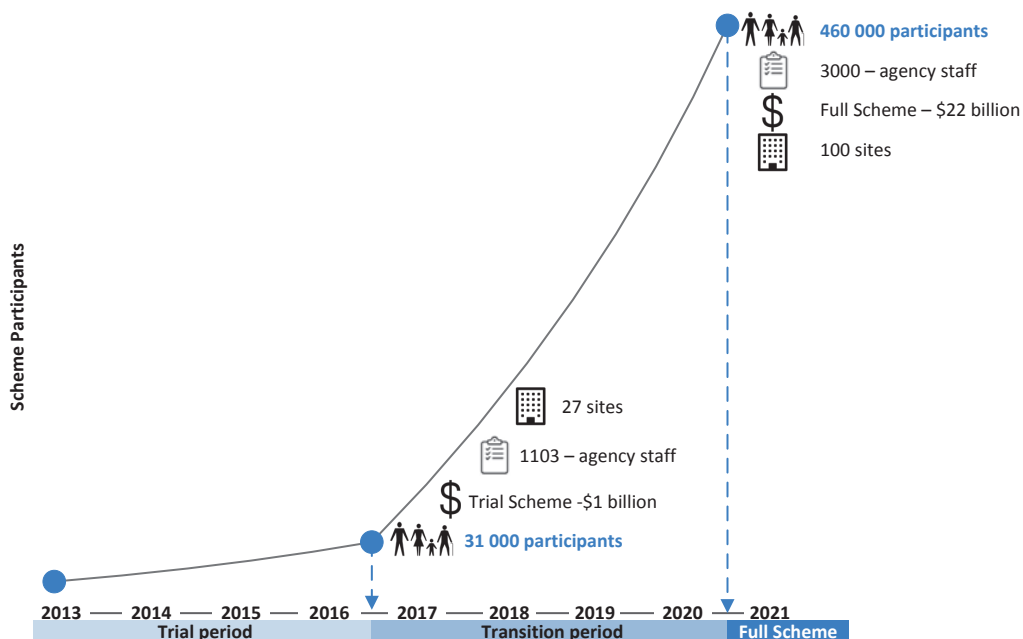 460 000 participants
3000 – agency staff
$
Full Scheme – $22 billion
100 sites
Scheme Participants
27 sites
1103 – agency staff
$ Trial Scheme -$1 billion
31 000 participants
2013 2014 2015 2016 2017 2018 2019 2020 2021
Trial period Transition period Full Scheme